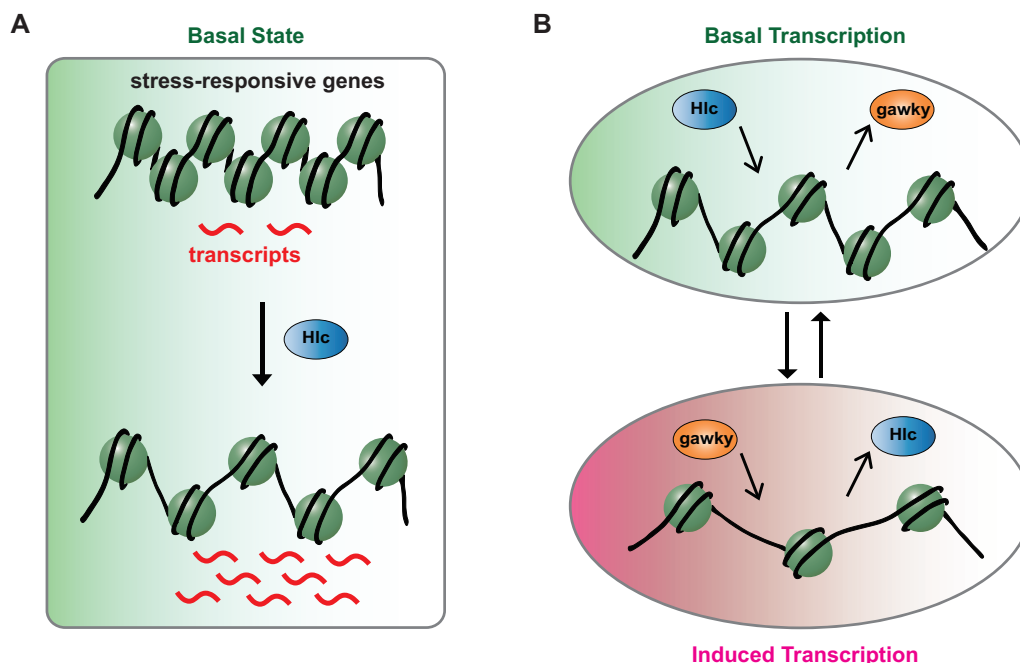 A
Basal State
stress-responsive genes
transcripts
Hlc
B
Basal Transcription
Hlc
gawky
gawky
Hlc
Induced Transcription